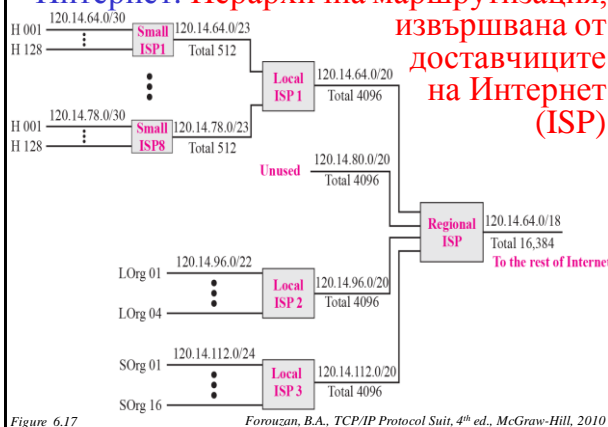 Интернет: Йерархична маршрутизация,
извършвана от
доставчиците
на Интернет
(ISP)
H 001
120.14.64.0/30
H 128
Small
ISP1
120.14.64.0/23
Total 512
H 001
120.14.78.0/30
H 128
Small
ISP8
120.14.78.0/23
Total 512
Local
ISP 1
120.14.64.0/20
Total 4096
Unused
120.14.80.0/20
Total 4096
Regional
ISP
120.14.64.0/18
Total 16,384
To the rest of Internet
LOrg 01
120.14.96.0/22
LOrg 04
Local
ISP 2
120.14.96.0/20
Total 4096
SOrg 01
120.14.112.0/24
SOrg 16
Local
ISP 3
120.14.112.0/20
Total 4096
Figure 6.17
Forouzan, B.A., TCP/IP Protocol Suit, 4th ed., McGraw-Hill, 2010